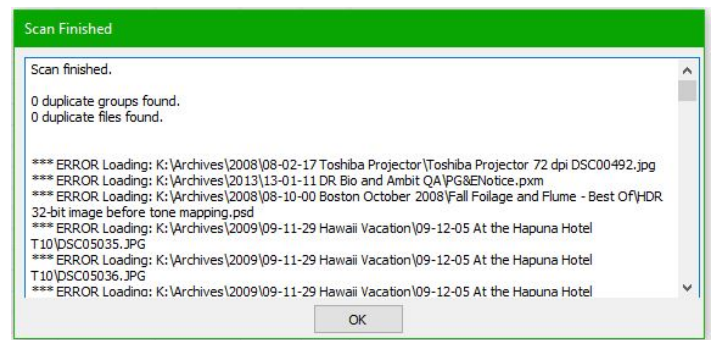 Scan Finished
Scan finished.
0 duplicate groups found.
0 duplicate files found.
*** ERROR Loading: K:\Archives\2008\08-02-17 Toshiba Projector\Toshiba Projector 72 dpi DSC00492.jpg
*** ERROR Loading: K:\Archives\2013\13-01-11 DR Bio and Ambit QA\PG&ENotice.pxm
*** ERROR Loading: K:\Archives\2008\08-10-00 Boston October 2008\Fall Foilage and Flume - Best Of\HDR
32-bit image before tone mapping.psd
*** ERROR Loading: K:\Archives\2009\09-11-29 Hawaii Vacation\09-12-05 At the Hapuna Hotel
T10\DSC05035.JPG
*** ERROR Loading: K:\Archives\2009\09-11-29 Hawaii Vacation\09-12-05 At the Hapuna Hotel
T10\DSC05036.JPG
*** ERROR Loading: K:\Archives\2009\09-11-29 Hawaii Vacation\09-12-05 At the Hapuna Hotel
OK